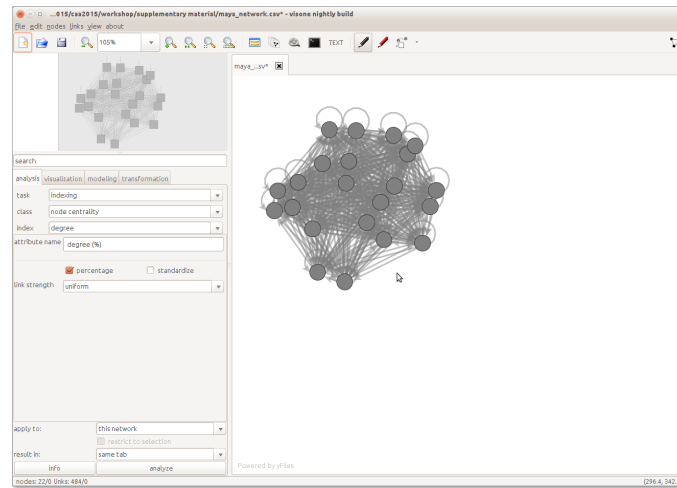 ...015/caa2015/workshop/supplementary material/maya_network.csv* - visone nightly build
file edit nodes links view about
105%
TEXT
maya_...sv*
search
analysis visualisation modeling transformation
task indexing
class node centrality
index degree
attribute name degree (%)
percentage standardize
link strength uniform
apply to: this network
restrict to selection
result in: same tab
info analyze
Powered by yFiles
nodes: 22/0 links: 484/0
(296.4, 342.